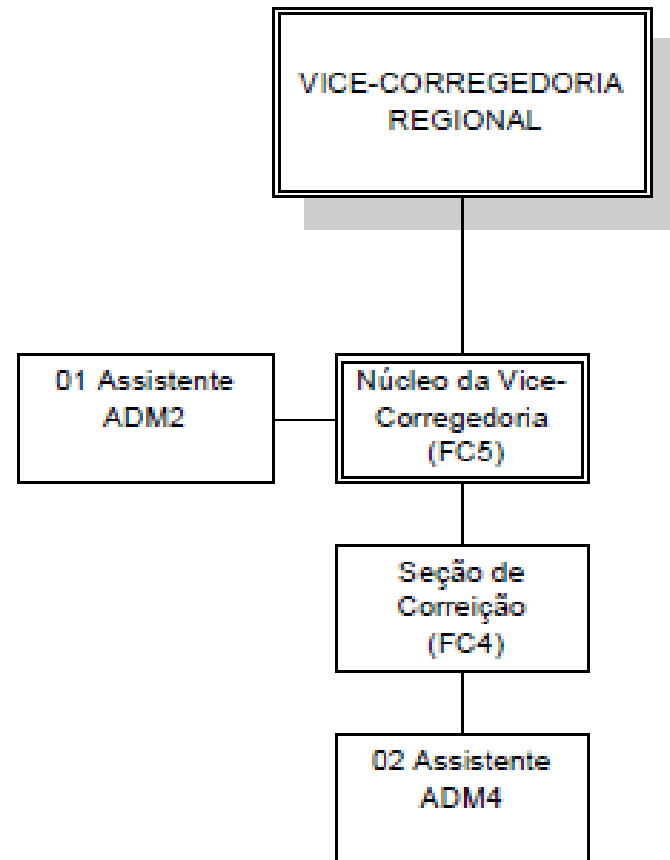 VICE-CORREGEDORIA
REGIONAL
01 Assistente
ADM2
Núcleo da Vice-
Corregedoria
(FC5)
Seção de
Correição
(FC4)
02 Assistente
ADM4